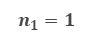 n₁ = 1